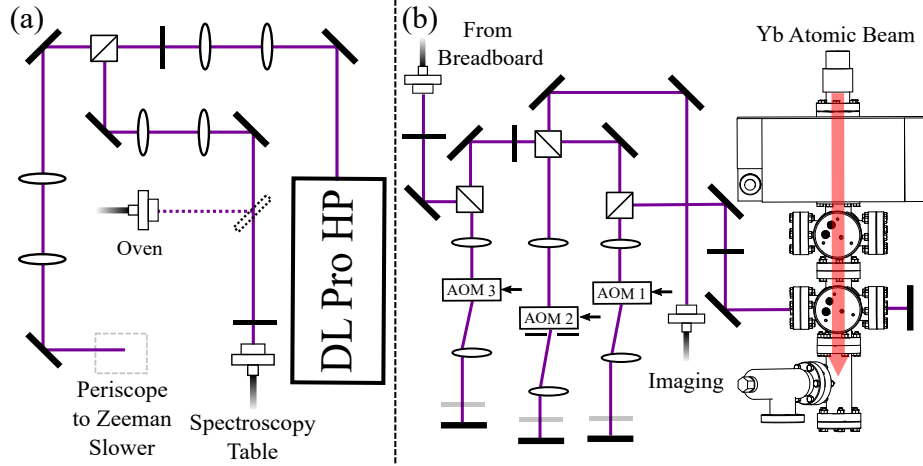 (a)
Oven
DL Pro HP
Periscope
to Zeeman
Slower
Spectroscopy
Table
(b)
From
Breadboard
Yb Atomic Beam
AOM 3
AOM 2
AOM 1
Imaging